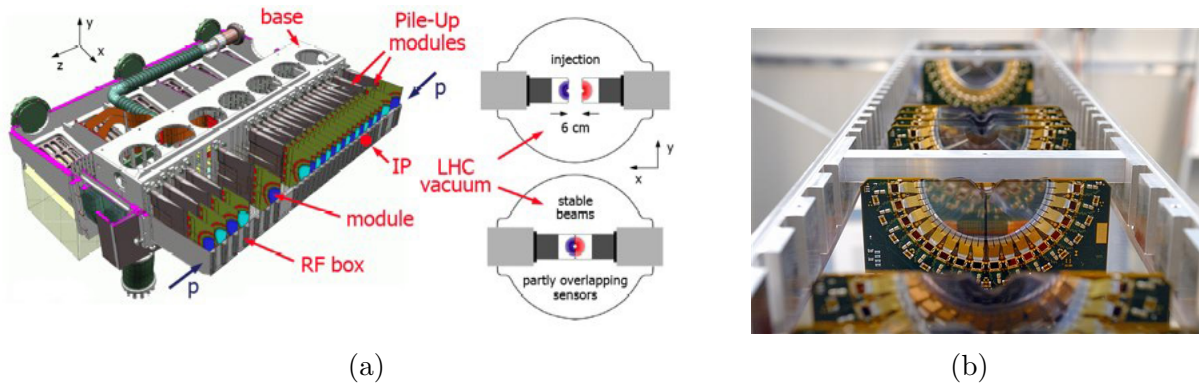 y
x
z
base
Pile-Up
modules
p
IP
module
RF box
p
injection
6 cm
y
x
LHC
vacuum
stable
beams
partly overlapping
sensors
(a)
(b)